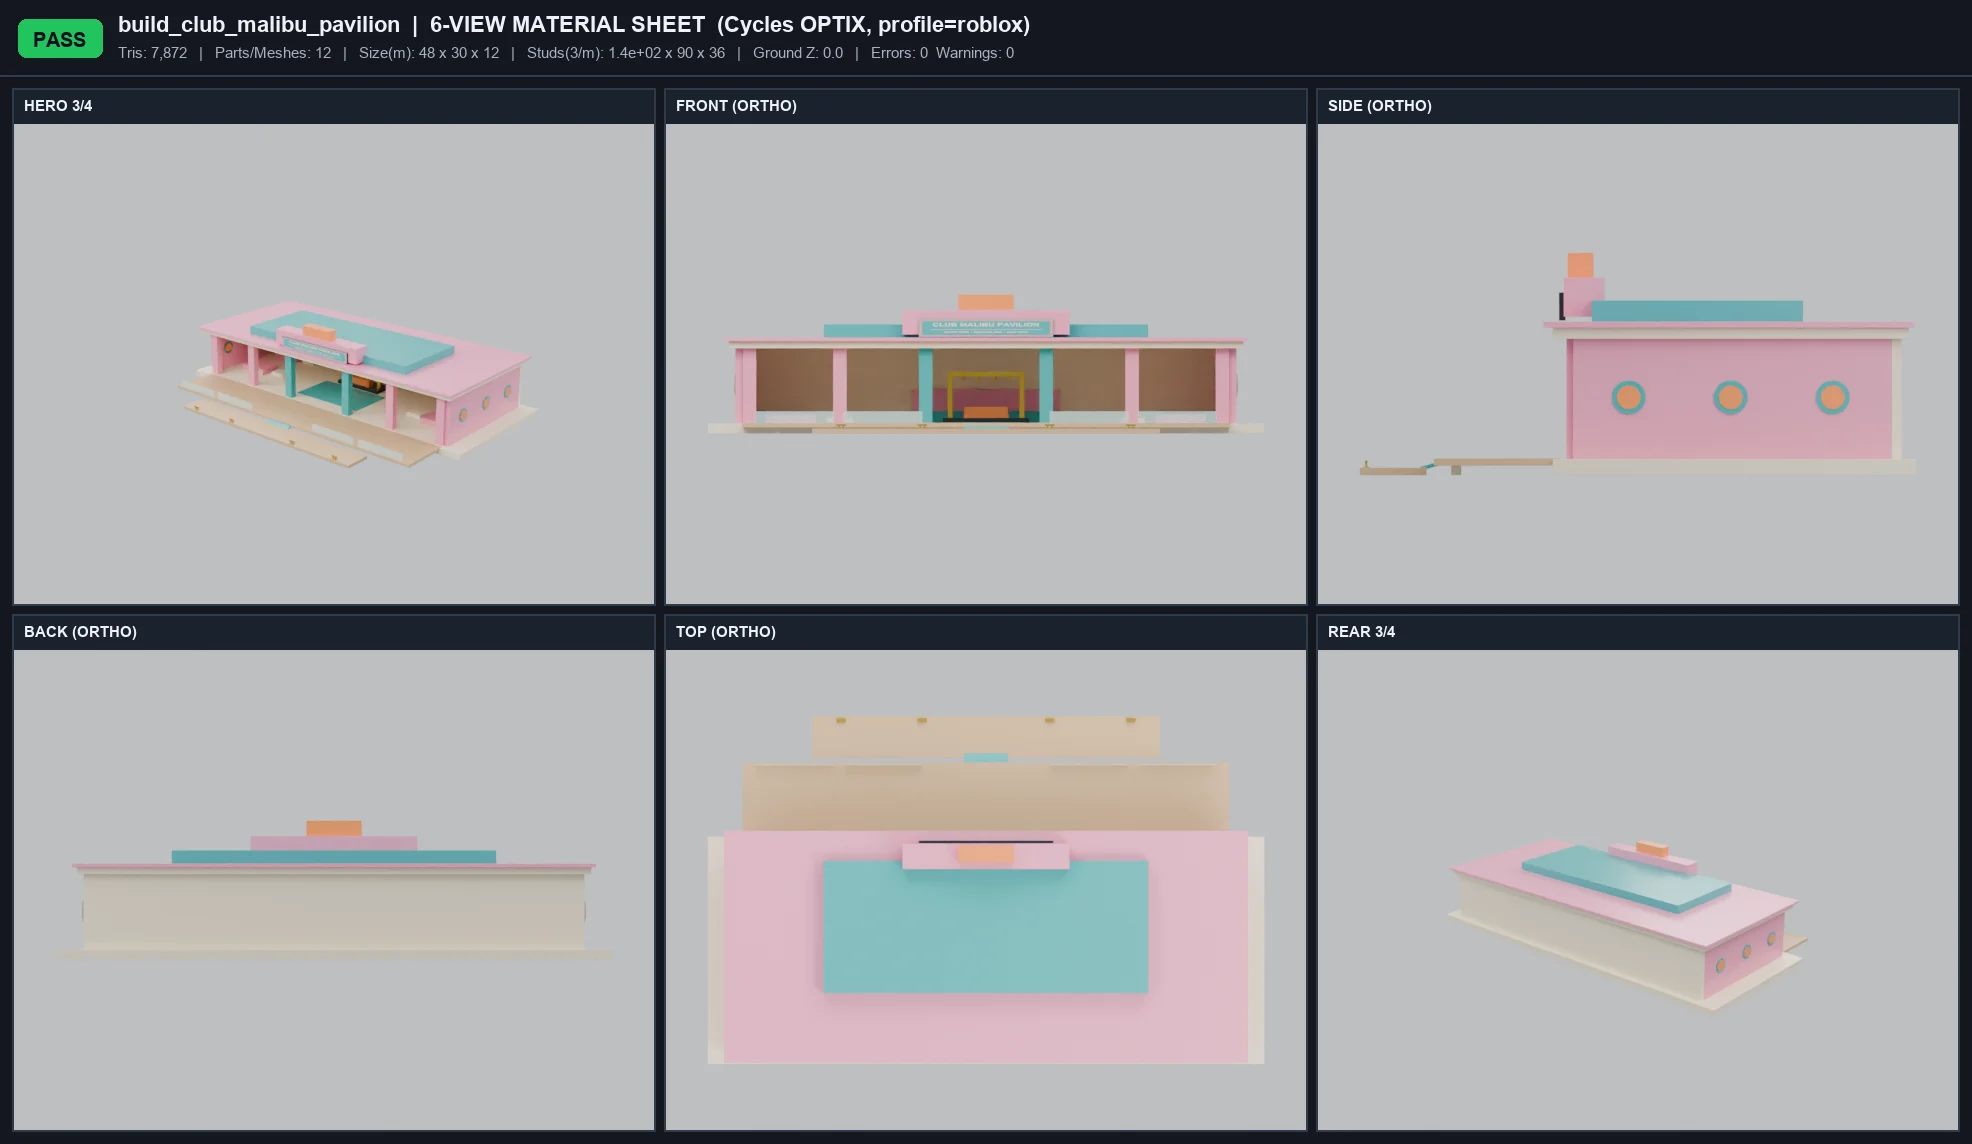 PASS
build_club_malibu_pavilion | 6-VIEW MATERIAL SHEET (Cycles OPTIX, profile=roblox)
Tris: 7,872 | Parts/Meshes: 12 | Size(m): 48 x 30 x 12 | Studs(3/m): 1.4e+02 x 90 x 36 | Ground Z: 0.0 | Errors: 0 Warnings: 0
HERO 3/4
FRONT (ORTHO)
SIDE (ORTHO)
CLUB MALIBU PAVILION
BACK (ORTHO)
TOP (ORTHO)
REAR 3/4